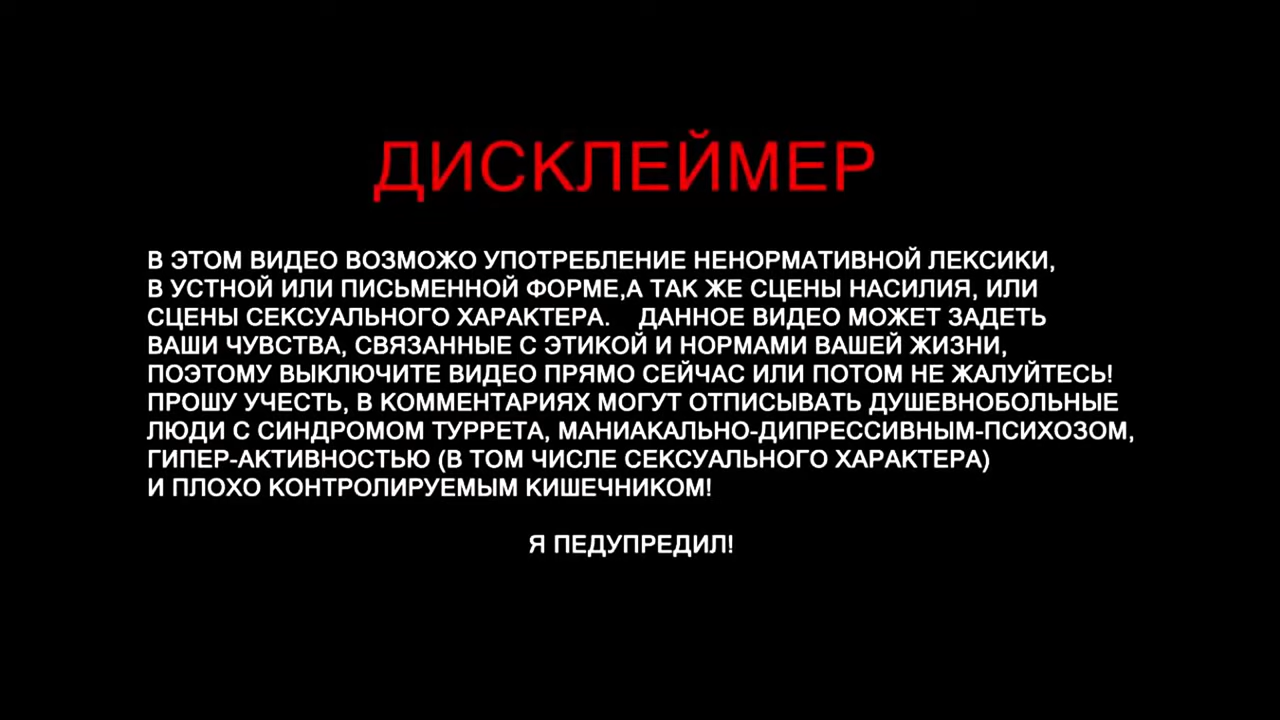 ДИСКЛЕЙМЕР
В ЭТОМ ВИДЕО ВОЗМОЖО УПОТРЕБЛЕНИЕ НЕНОРМАТИВНОЙ ЛЕКСИКИ,
В УСТНОЙ ИЛИ ПИСЬМЕННОЙ ФОРМЕ,А ТАК ЖЕ СЦЕНЫ НАСИЛИЯ, ИЛИ
СЦЕНЫ СЕКСУАЛЬНОГО ХАРАКТЕРА. ДАННОЕ ВИДЕО МОЖЕТ ЗАДЕТЬ
ВАШИ ЧУВСТВА, СВЯЗАННЫЕ С ЭТИКОЙ И НОРМАМИ ВАШЕЙ ЖИЗНИ,
ПОЭТОМУ ВЫКЛЮЧИТЕ ВИДЕО ПРЯМО СЕЙЧАС ИЛИ ПОТОМ НЕ ЖАЛУЙТЕСЬ!
ПРОШУ УЧЕСТЬ, В КОММЕНТАРИЯХ МОГУТ ОТПИСЫВАТЬ ДУШЕВНОБОЛЬНЫЕ
ЛЮДИ С СИНДРОМОМ ТУРРЕТА, МАНИАКАЛЬНО-ДИПРЕССИВНЫМ-ПСИХОЗОМ,
ГИПЕР-АКТИВНОСТЬЮ (В ТОМ ЧИСЛЕ СЕКСУАЛЬНОГО ХАРАКТЕРА)
И ПЛОХО КОНТРОЛИРУЕМЫМ КИШЕЧНИКОМ!
Я ПЕДУПРЕДИЛ!